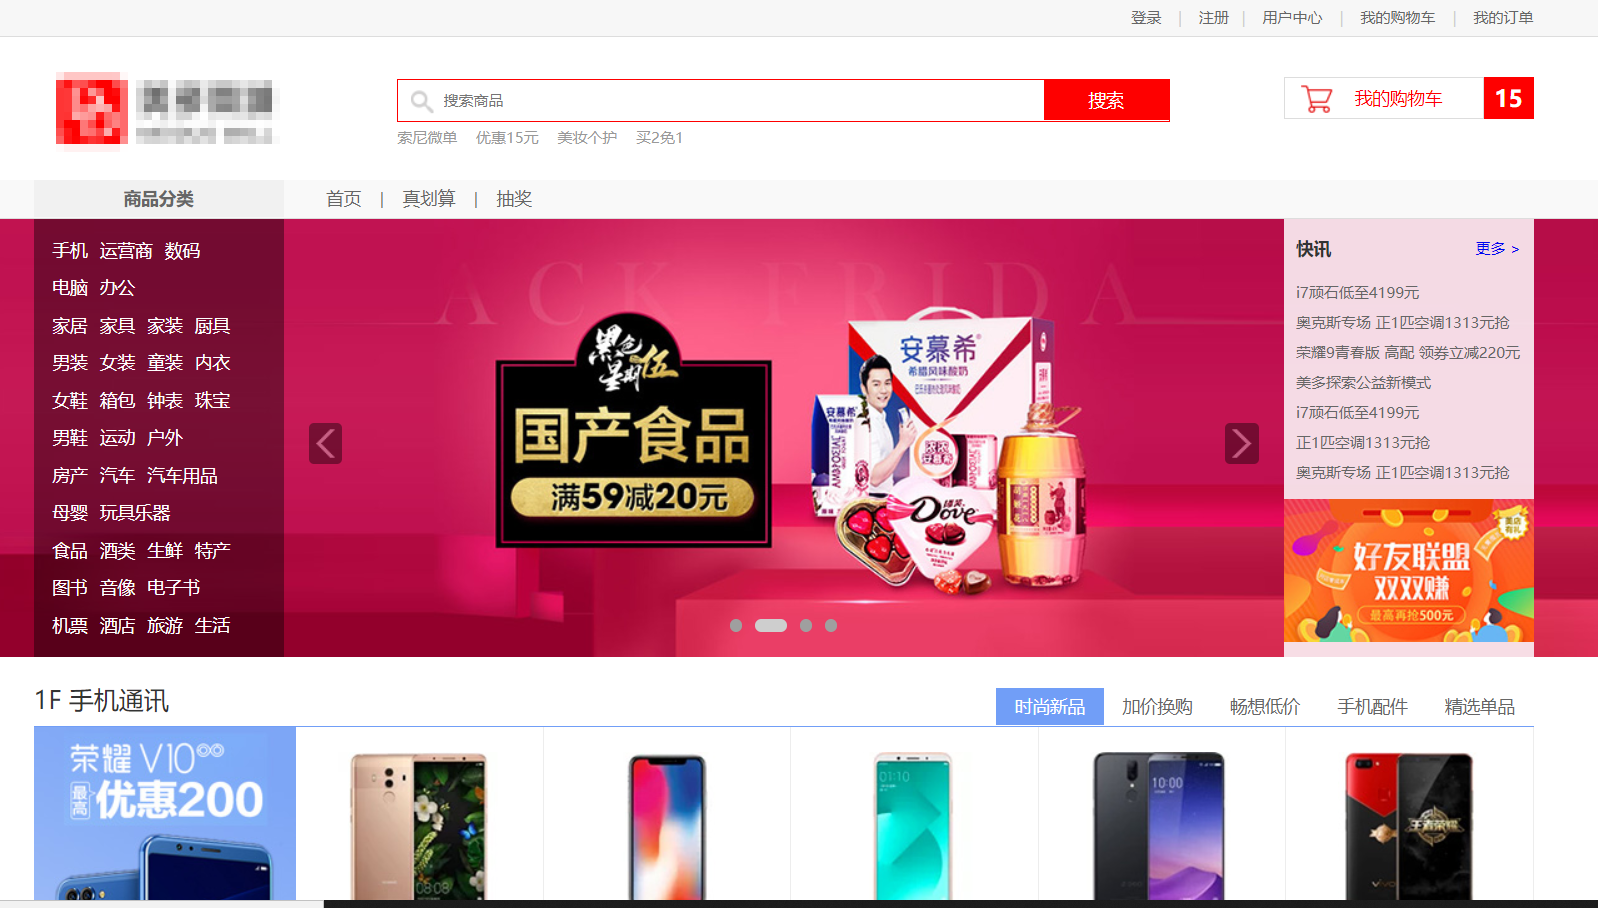 登录 | 注册 | 用户中心 | 我的购物车 | 我的订单
搜索商品
搜索
我的购物车 15
索尼微单 优惠15元 美妆个护 买2免1
商品分类
首页 | 真划算 | 抽奖
手机 运营商 数码
电脑 办公
家居 家具 家装 厨具
男装 女装 童装 内衣
女鞋 箱包 钟表 珠宝
男鞋 运动 户外
房产 汽车 汽车用品
母婴 玩具乐器
食品 酒类 生鲜 特产
图书 音像 电子书
机票 酒店 旅游 生活
ACK FRIDA
黑色星期伍
国产食品
满59减20元
安慕希
希腊风味酸奶
安慕希
Dove
快讯 更多 >
i7顽石低至4199元
奥克斯专场 正1匹空调1313元抢
荣耀9青春版 高配 领券立减220元
美多探索公益新模式
i7顽石低至4199元
正1匹空调1313元抢
奥克斯专场 正1匹空调1313元抢
好友联盟
双双赚
最高再抢500元
1F 手机通讯
时尚新品 加价换购 畅想低价 手机配件 精选单品
荣耀 V10
最高优惠200
08:08
01:10
10:00
王者荣耀
vivo